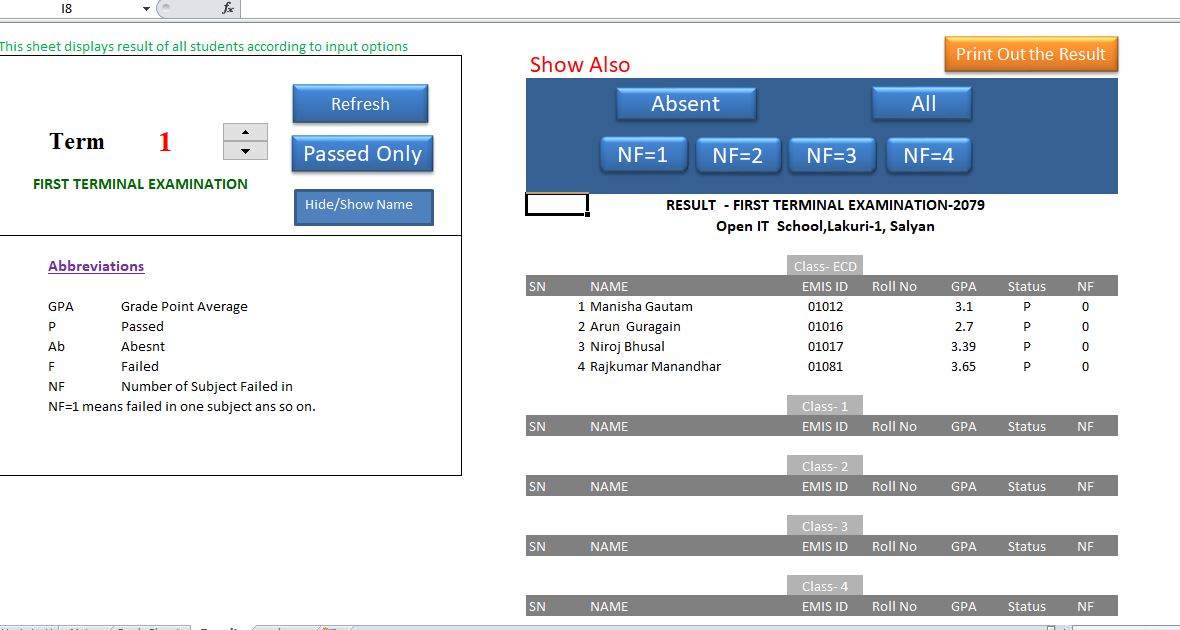 I8
fx
This sheet displays result of all students according to input options
Term 1
FIRST TERMINAL EXAMINATION
Refresh
Passed Only
Hide/Show Name
Abbreviations
GPA Grade Point Average
P Passed
Ab Abesnt
F Failed
NF Number of Subject Failed in
NF=1 means failed in one subject ans so on.
Show Also
Print Out the Result
Absent All
NF=1 NF=2 NF=3 NF=4
RESULT - FIRST TERMINAL EXAMINATION-2079
Open IT School,Lakuri-1, Salyan
Class- ECD
SN NAME EMIS ID Roll No GPA Status NF
1 Manisha Gautam 01012 3.1 P 0
2 Arun Guragain 01016 2.7 P 0
3 Niroj Bhusal 01017 3.39 P 0
4 Rajkumar Manandhar 01081 3.65 P 0
Class- 1
SN NAME EMIS ID Roll No GPA Status NF
Class- 2
SN NAME EMIS ID Roll No GPA Status NF
Class- 3
SN NAME EMIS ID Roll No GPA Status NF
Class- 4
SN NAME EMIS ID Roll No GPA Status NF